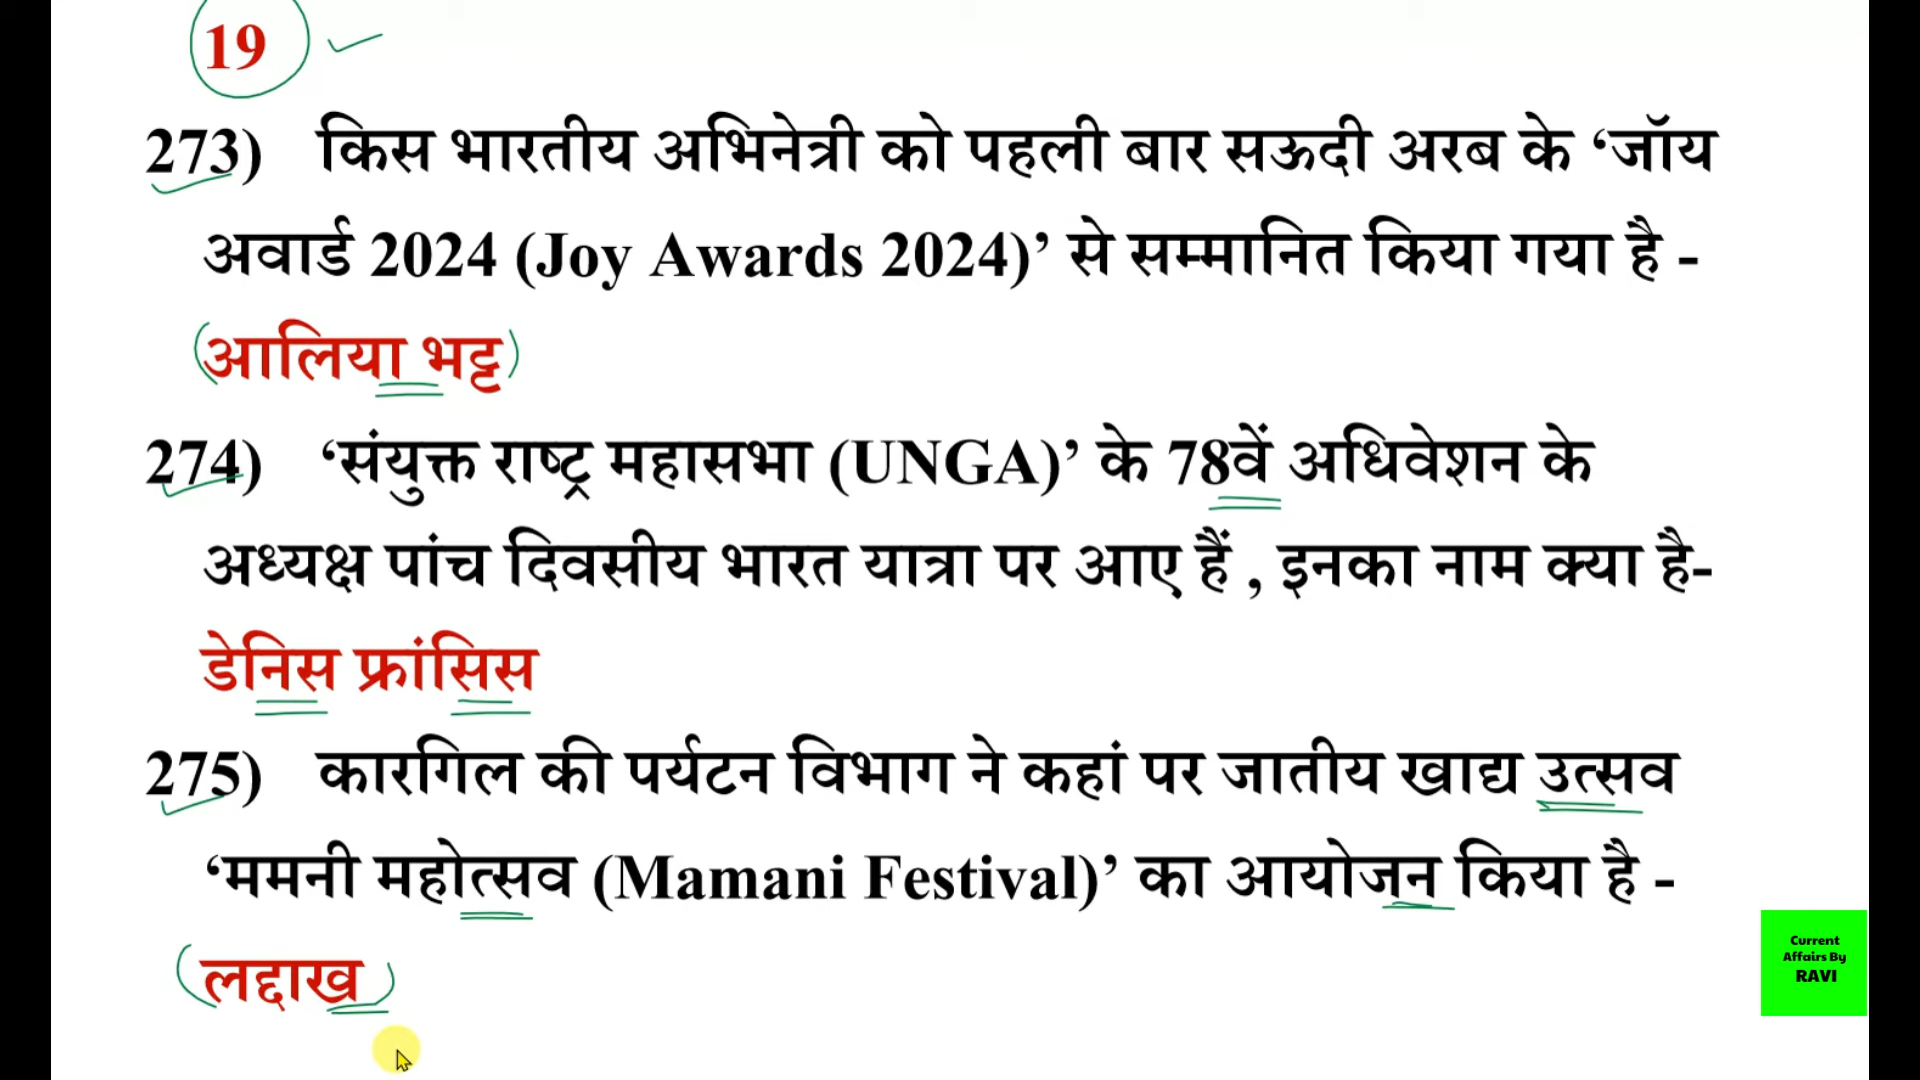 19
273) किस भारतीय अभिनेत्री को पहली बार सऊदी अरब के ‘जॉय
अवार्ड 2024 (Joy Awards 2024)’ से सम्मानित किया गया है -
आलिया भट्ट
274) ‘संयुक्त राष्ट्र महासभा (UNGA)’ के 78वें अधिवेशन के
अध्यक्ष पांच दिवसीय भारत यात्रा पर आए हैं , इनका नाम क्या है-
डेनिस फ्रांसिस
275) कारगिल की पर्यटन विभाग ने कहां पर जातीय खाद्य उत्सव
‘ममनी महोत्सव (Mamani Festival)’ का आयोजन किया है -
लद्दाख
Current
Affairs By
RAVI